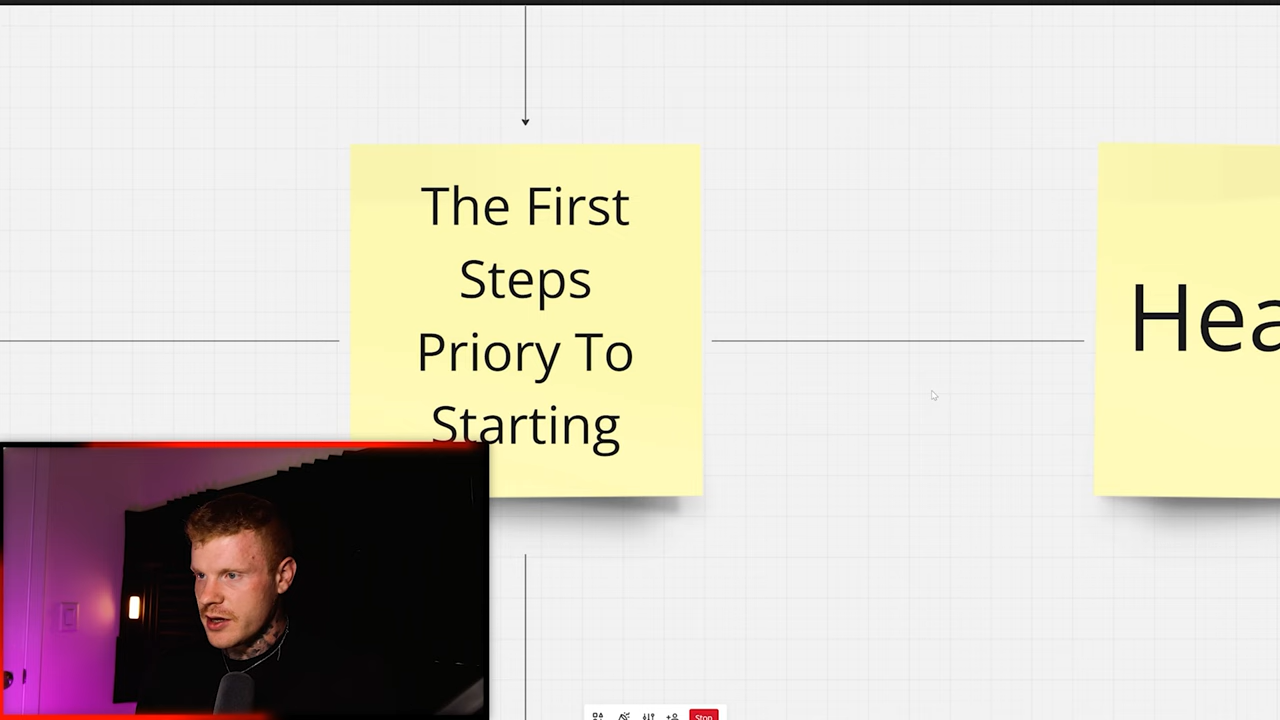 The First
Steps
Priory To
Starting
Hea
Stop